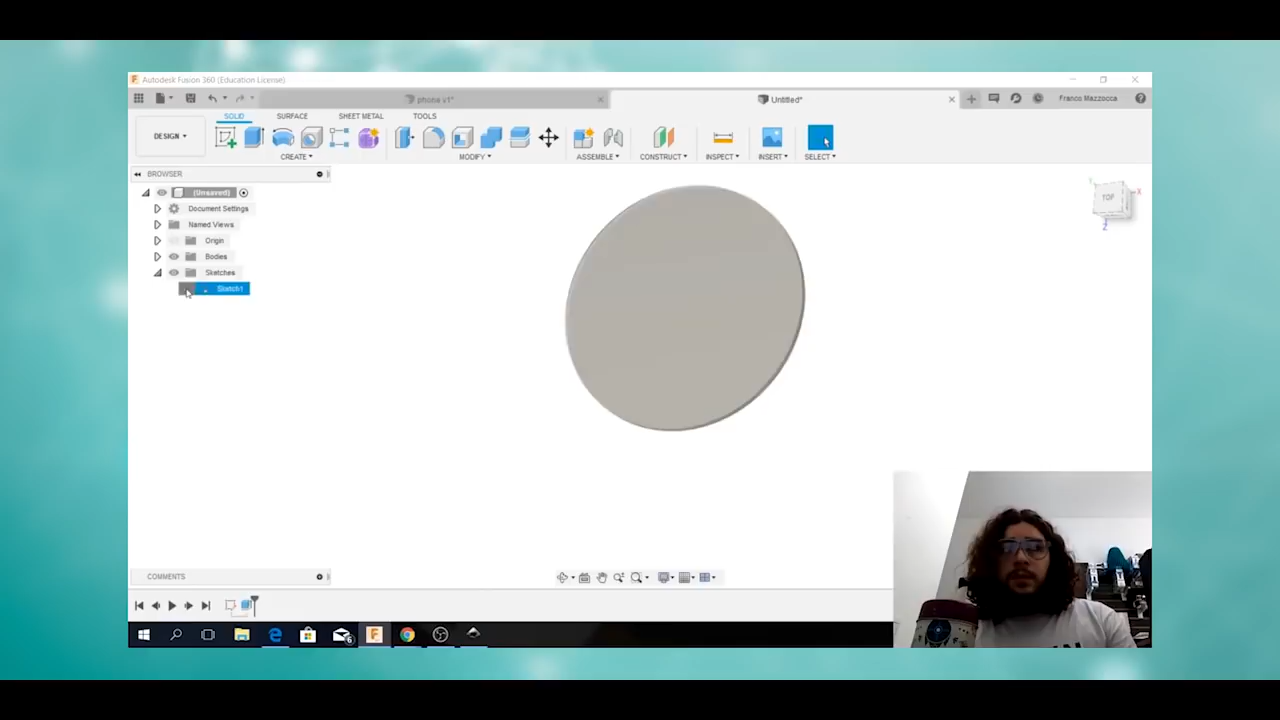 Autodesk Fusion 360 (Education License)
phone v1*
Untitled*
Franco Mazzocca
SOLID
SURFACE
SHEET METAL
TOOLS
DESIGN
CREATE
MODIFY
ASSEMBLE
CONSTRUCT
INSPECT
INSERT
SELECT
BROWSER
(Unsaved)
Document Settings
Named Views
Origin
Bodies
Sketches
Sketch1
TOP
X
Y
Z
COMMENTS
6